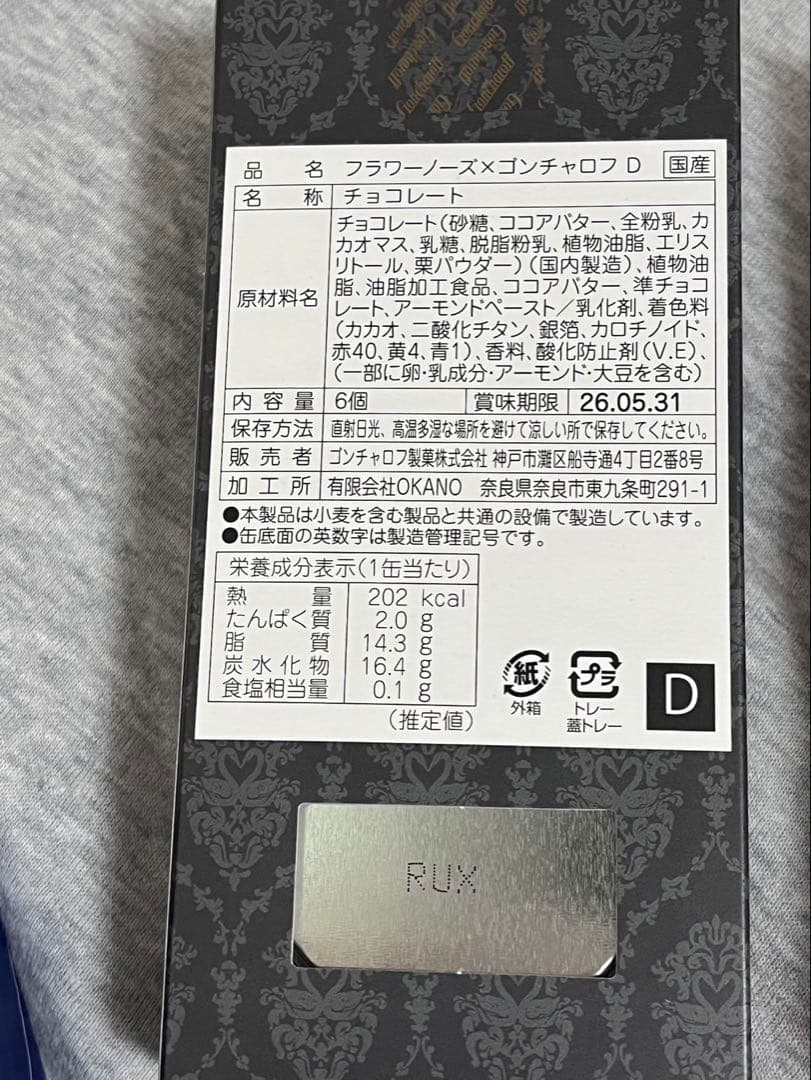 品名 フラワーノーズ×ゴンチャロフ D 国産
名称 チョコレート
原材料名
チョコレート(砂糖、ココアバター、全粉乳、カ
カオマス、乳糖、脱脂粉乳、植物油脂、エリス
リトール、栗パウダー)(国内製造)、植物油
脂、油脂加工食品、ココアバター、準チョコ
レート、アーモンドペースト/乳化剤、着色料
(カカオ、二酸化チタン、銀箔、カロチノイド、
赤40、黄4、青1)、香料、酸化防止剤(V.E)、
(一部に卵・乳成分・アーモンド・大豆を含む)
内容量 6個 賞味期限 26.05.31
保存方法 直射日光、高温多湿な場所を避けて涼しい所で保存してください。
販売者 ゴンチャロフ製菓株式会社 神戸市灘区船寺通4丁目2番8号
加工所 有限会社OKANO 奈良県奈良市東九条町291-1
●本製品は小麦を含む製品と共通の設備で製造しています。
●缶底面の英数字は製造管理記号です。
栄養成分表示(1缶当たり)
熱量 202 kcal
たんぱく質 2.0 g
脂質 14.3 g
炭水化物 16.4 g
食塩相当量 0.1 g
(推定値)
紙
外箱
プラ
トレー
蓋トレー
D
RUX